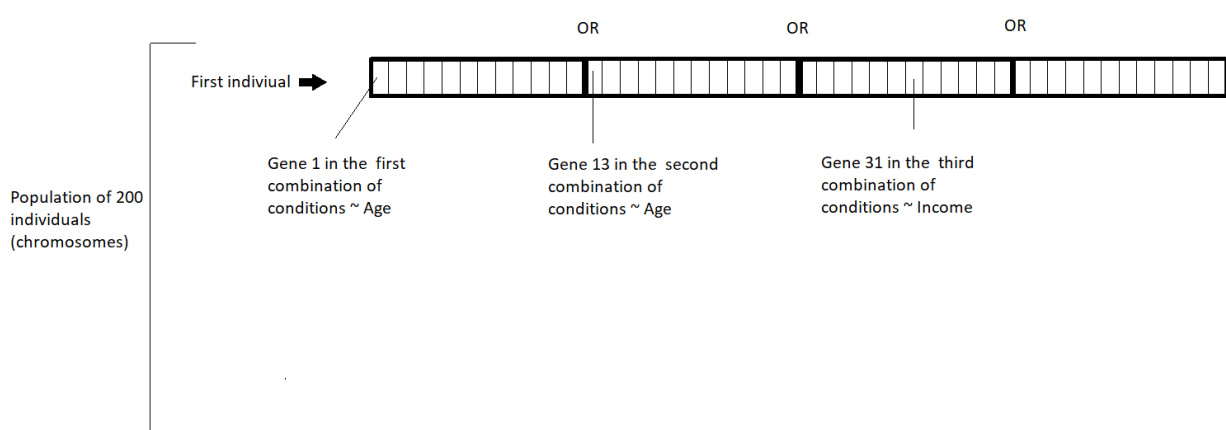 OR OR OR
First indiviual
Gene 1 in the first
combination of
conditions ~ Age
Gene 13 in the second
combination of
conditions ~ Age
Gene 31 in the third
combination of
conditions ~ Income
Population of 200
individuals
(chromosomes)